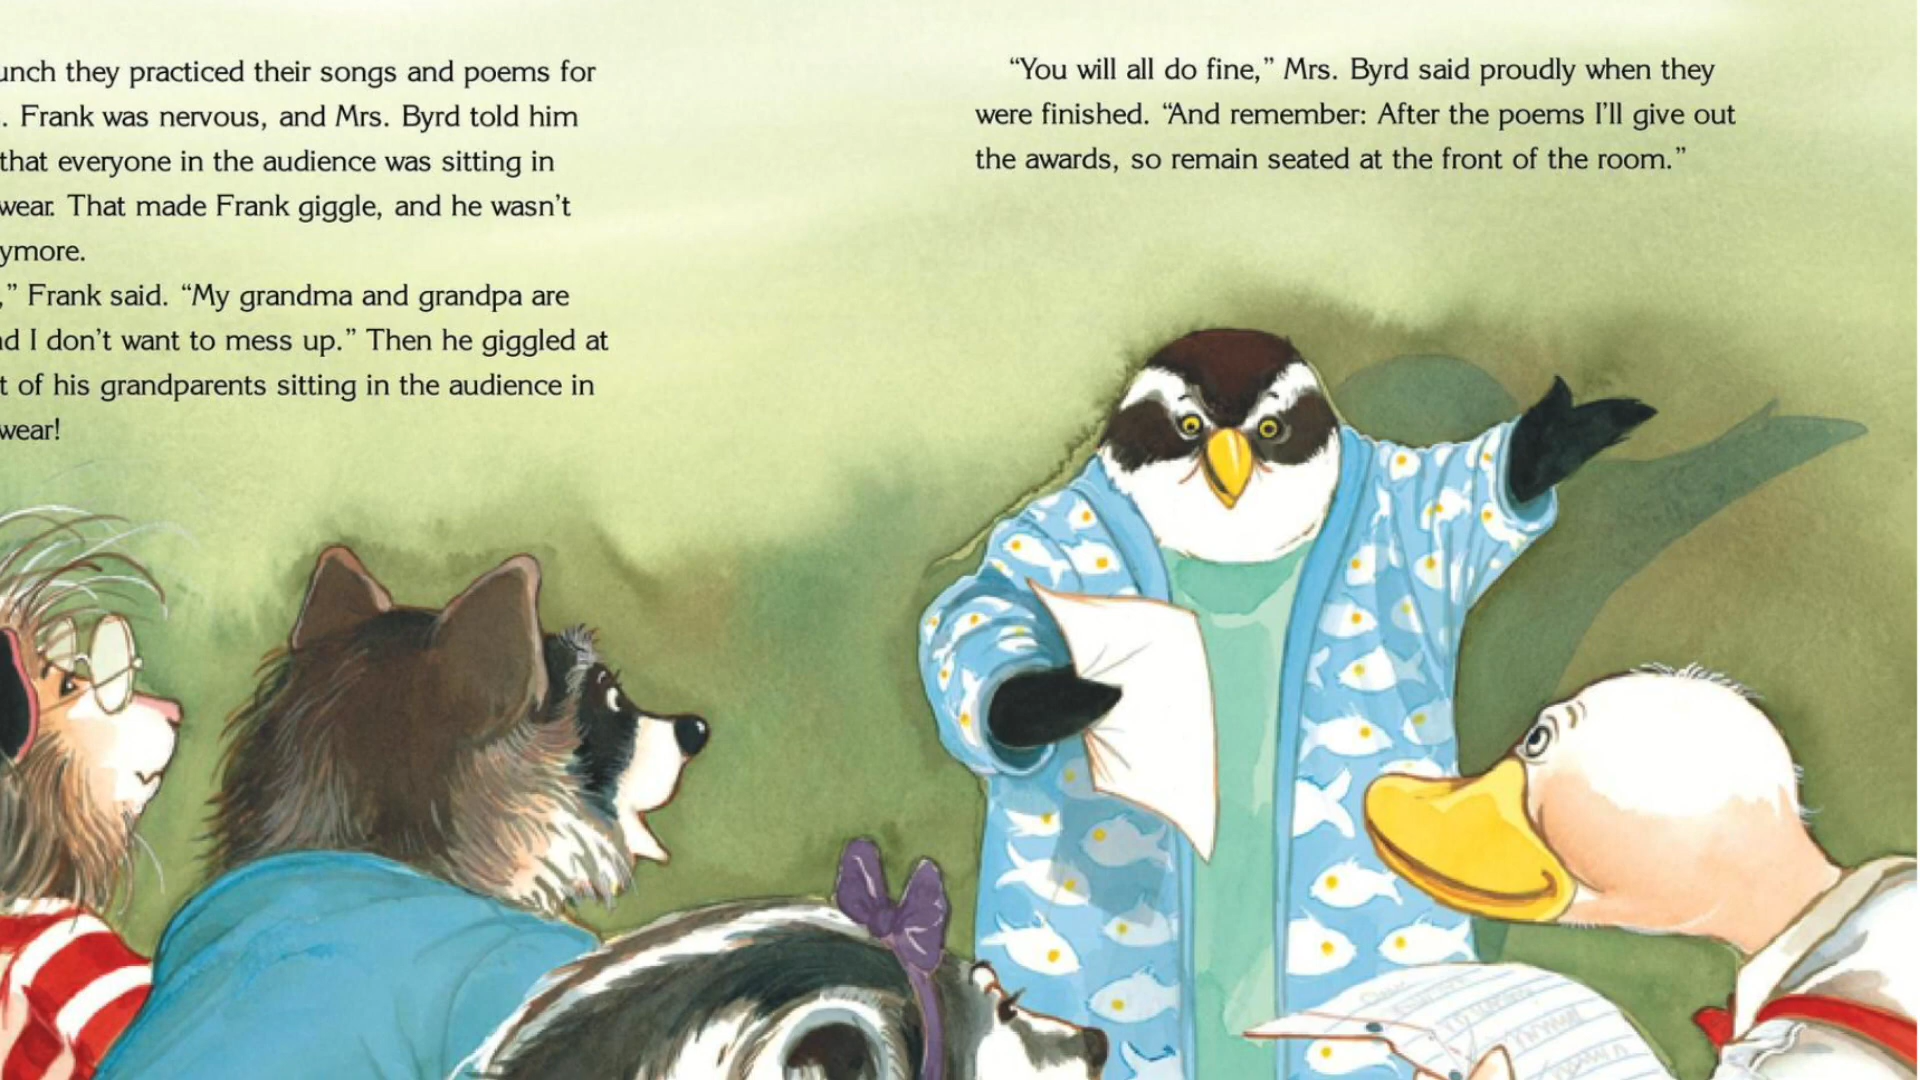 unch they practiced their songs and poems for
. Frank was nervous, and Mrs. Byrd told him
that everyone in the audience was sitting in
wear. That made Frank giggle, and he wasn’t
ymore.
,” Frank said. “My grandma and grandpa are
d I don’t want to mess up.” Then he giggled at
t of his grandparents sitting in the audience in
wear!
“You will all do fine,” Mrs. Byrd said proudly when they
were finished. “And remember: After the poems I’ll give out
the awards, so remain seated at the front of the room.”